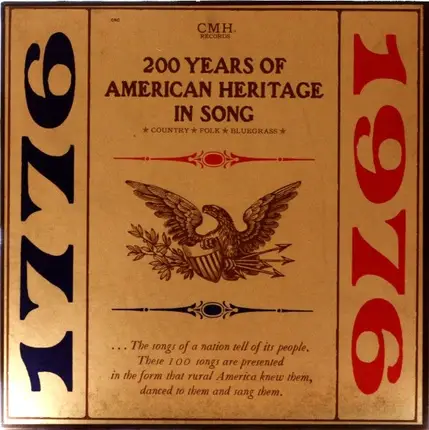 1776
CMH
RECORDS
200 YEARS OF
AMERICAN HERITAGE
IN SONG
★ COUNTRY ★ FOLK ★ BLUEGRASS ★
... The songs of a nation tell of its people.
These 100 songs are presented
in the form that rural America knew them,
danced to them and sang them.
1976